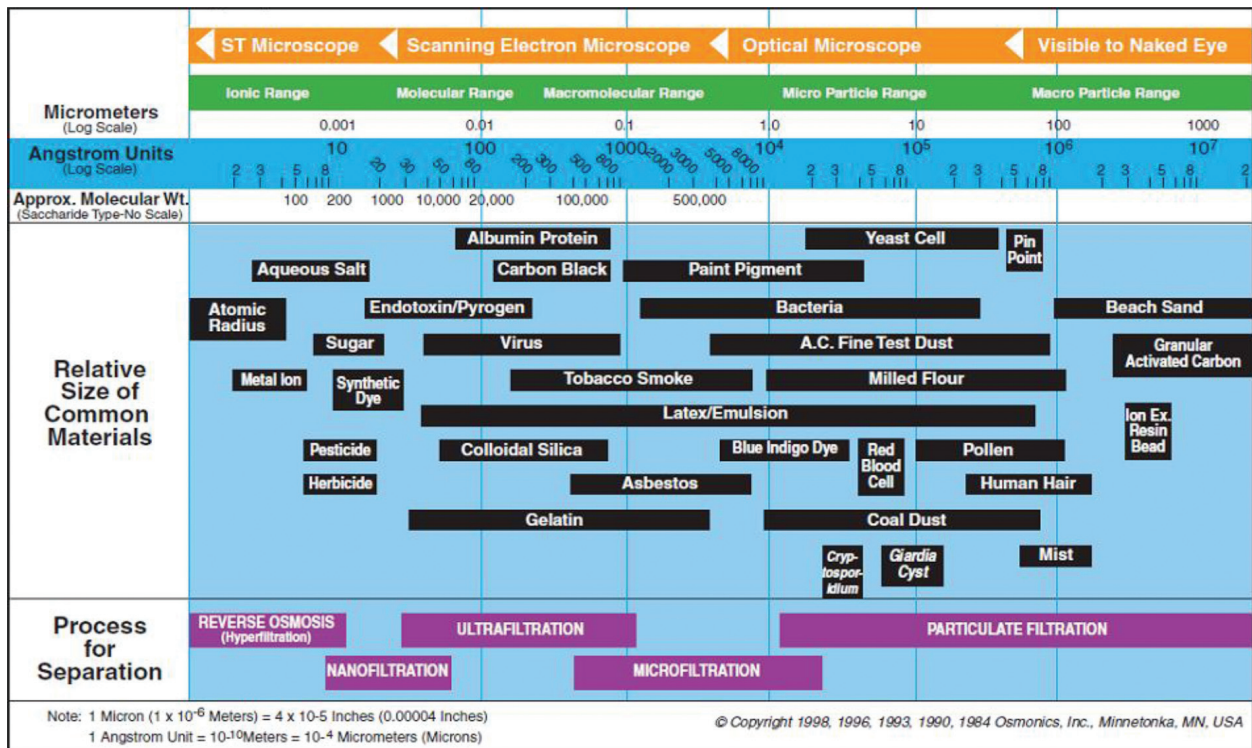 ST Microscope Scanning Electron Microscope Optical Microscope Visible to Naked Eye
Ionic Range Molecular Range Macromolecular Range Micro Particle Range Macro Particle Range
Micrometers
(Log Scale)
0.001 0.01 0.1 1.0 10 100 1000
Angstrom Units
(Log Scale)
10 100 1000 10⁴ 10⁵ 10⁶ 10⁷
2 3 5 8 20 30 50 80 200 300 500 800 2000 3000 5000 8000 2 3 5 8 2 3 5 8 2 3 5 8 2
Approx. Molecular Wt.
(Saccharide Type-No Scale)
100 200 1000 10,000 20,000 100,000 500,000
Relative
Size of
Common
Materials
Albumin Protein Yeast Cell
Pin
Point
Aqueous Salt Carbon Black Paint Pigment
Atomic
Radius
Endotoxin/Pyrogen Bacteria Beach Sand
Sugar Virus A.C. Fine Test Dust
Granular
Activated Carbon
Metal Ion
Synthetic
Dye
Tobacco Smoke Milled Flour
Latex/Emulsion
Ion Ex.
Resin
Bead
Pesticide Colloidal Silica Blue Indigo Dye
Red
Blood
Cell
Pollen
Herbicide Asbestos Human Hair
Gelatin Coal Dust
Cryp-
tospor-
idium
Giardia
Cyst
Mist
Process
for
Separation
REVERSE OSMOSIS
(Hyperfiltration)
ULTRAFILTRATION PARTICULATE FILTRATION
NANOFILTRATION MICROFILTRATION
Note: 1 Micron (1 x 10⁻⁶ Meters) = 4 x 10-5 Inches (0.00004 Inches)
1 Angstrom Unit = 10⁻¹⁰Meters = 10⁻⁴ Micrometers (Microns)
© Copyright 1998, 1996, 1993, 1990, 1984 Osmonics, Inc., Minnetonka, MN, USA